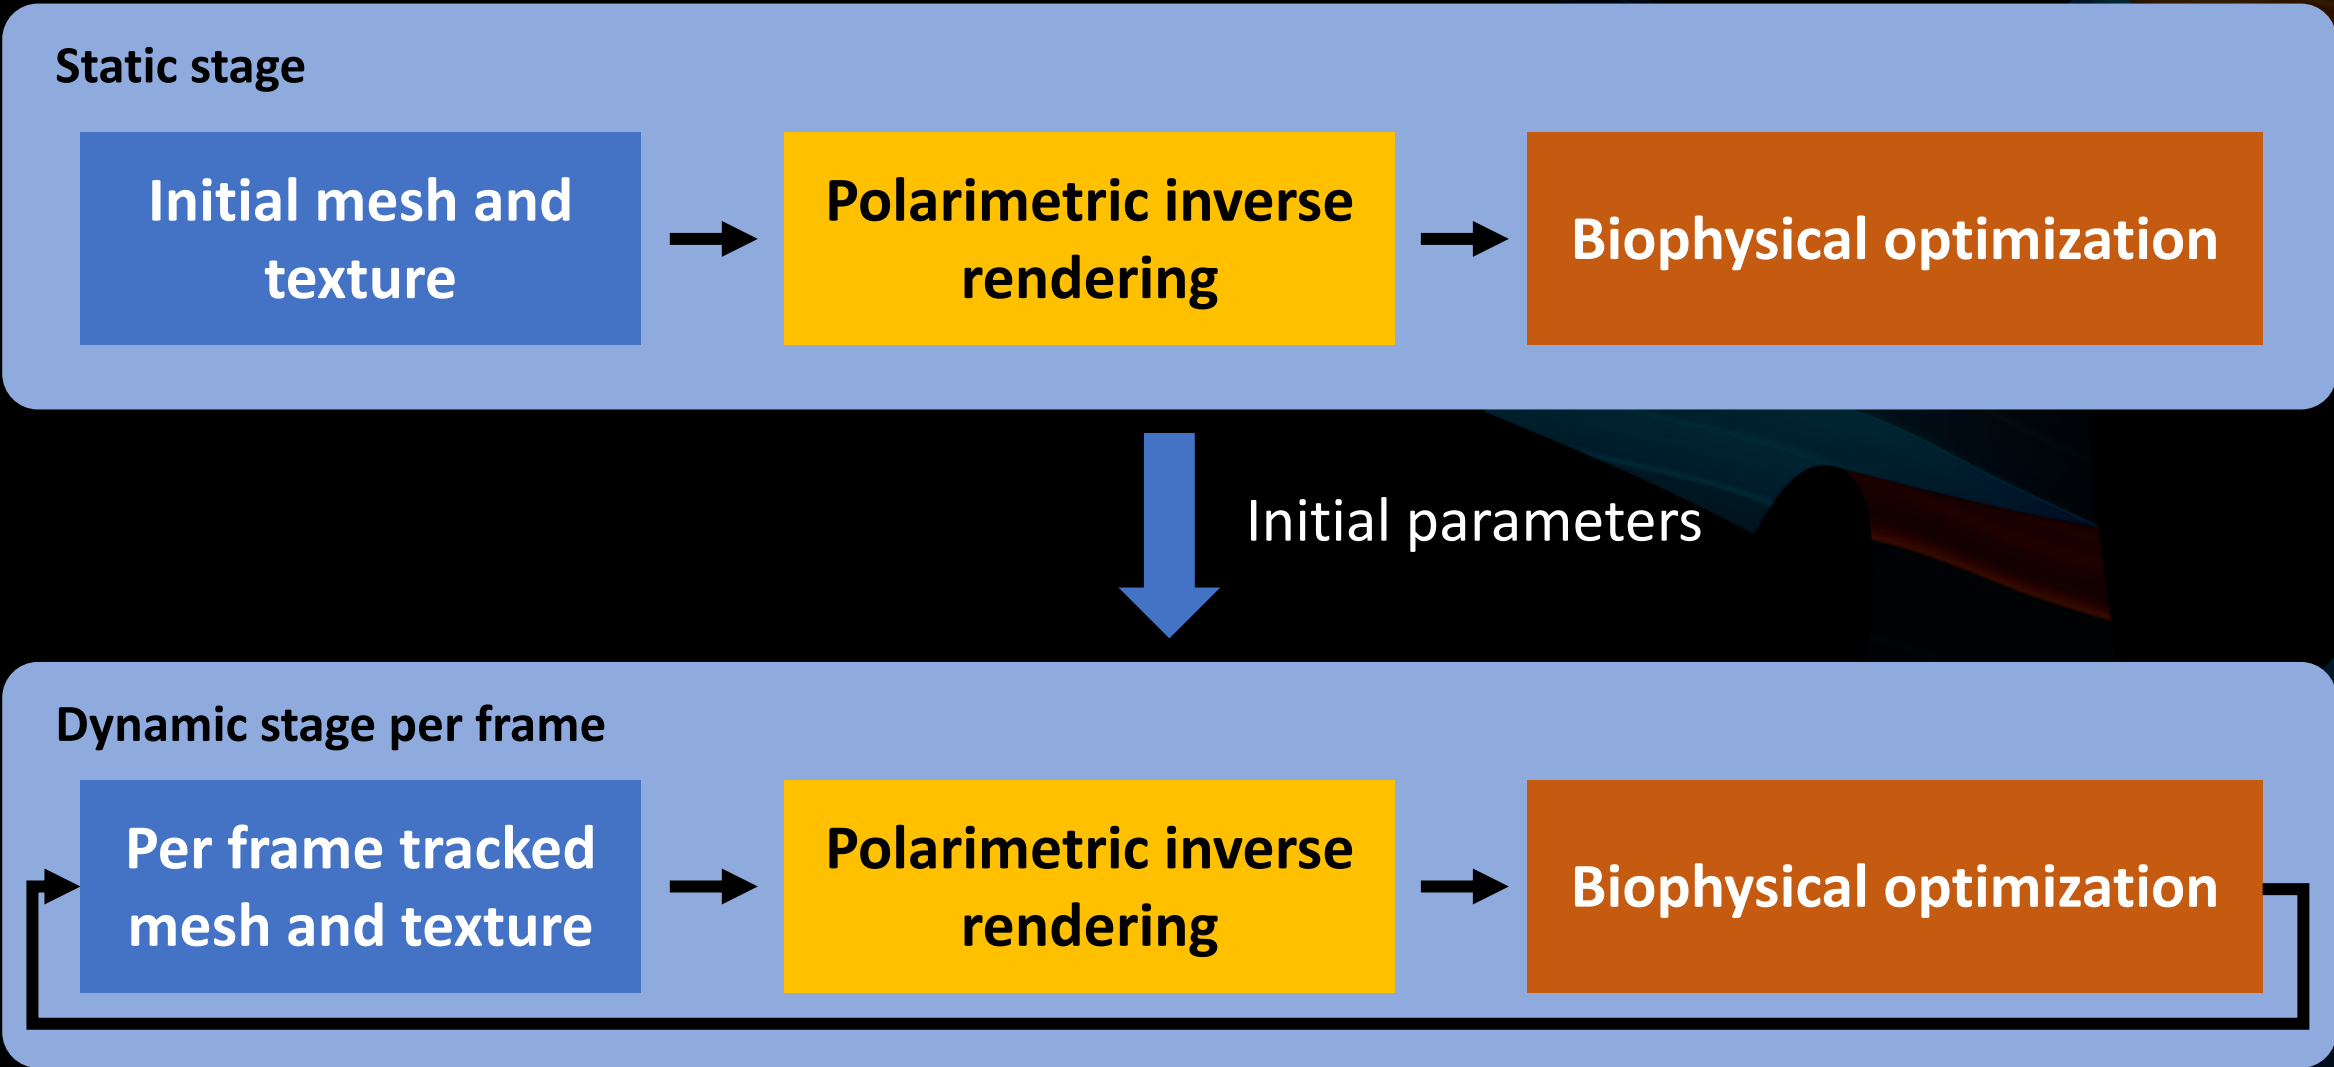 Static stage
Initial mesh and
texture
Polarimetric inverse
rendering
Biophysical optimization
Initial parameters
Dynamic stage per frame
Per frame tracked
mesh and texture
Polarimetric inverse
rendering
Biophysical optimization